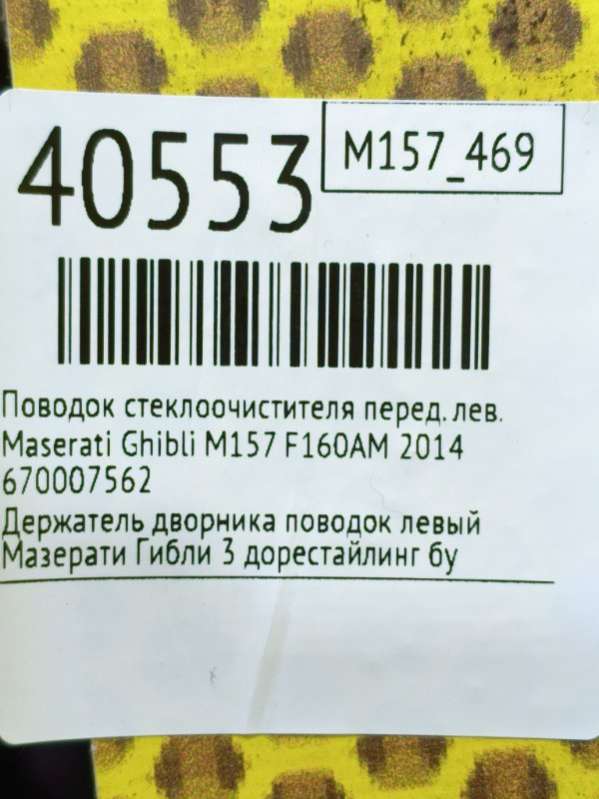 40553
M157_469
Поводок стеклоочистителя перед. лев.
Maserati Ghibli M157 F160AM 2014
670007562
Держатель дворника поводок левый
Мазерати Гибли 3 дорестайлинг бу